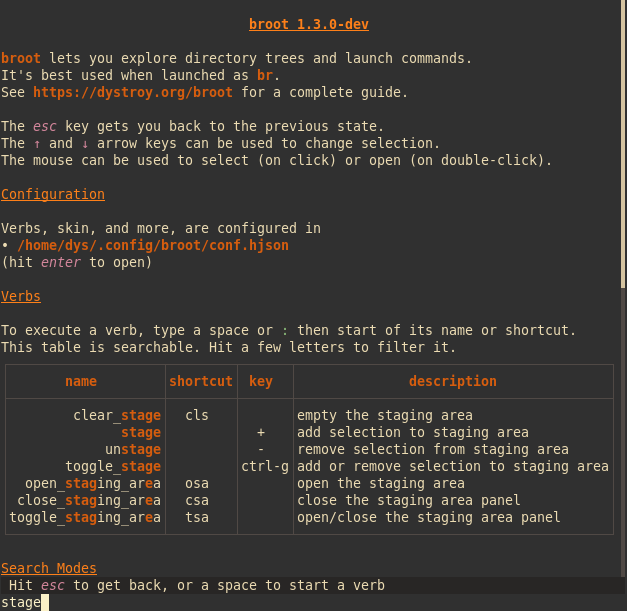 broot 1.3.0-dev
broot lets you explore directory trees and launch commands.
It's best used when launched as br.
See https://dystroy.org/broot for a complete guide.
The esc key gets you back to the previous state.
The ↑ and ↓ arrow keys can be used to change selection.
The mouse can be used to select (on click) or open (on double-click).
Configuration
Verbs, skin, and more, are configured in
• /home/dys/.config/broot/conf.hjson
(hit enter to open)
Verbs
To execute a verb, type a space or : then start of its name or shortcut.
This table is searchable. Hit a few letters to filter it.
name shortcut key description
clear_stage cls empty the staging area
stage + add selection to staging area
unstage - remove selection from staging area
toggle_stage ctrl-g add or remove selection to staging area
open_staging_area osa open the staging area
close_staging_area csa close the staging area panel
toggle_staging_area tsa open/close the staging area panel
Search Modes
Hit esc to get back, or a space to start a verb
stage